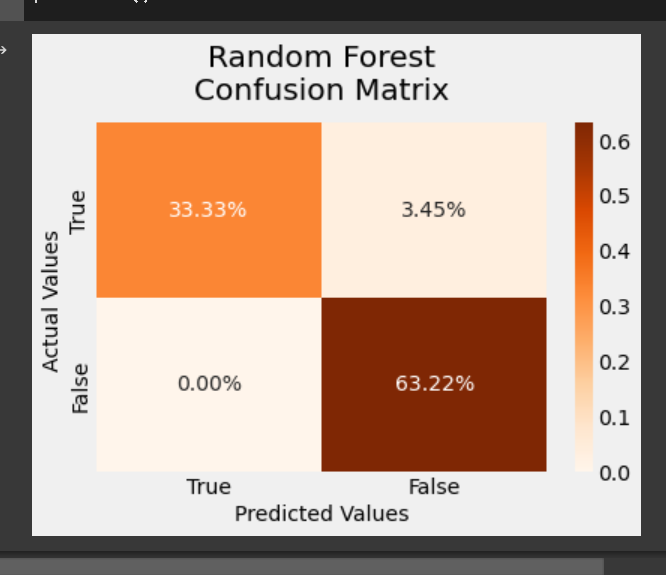 Random Forest
Confusion Matrix
Actual Values
True
False
33.33%
3.45%
0.00%
63.22%
True
False
Predicted Values
0.6
0.5
0.4
0.3
0.2
0.1
0.0